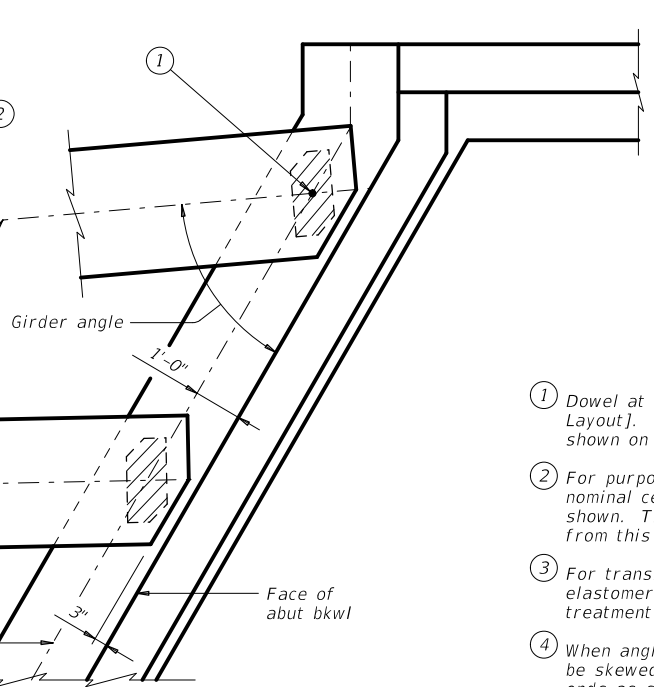 1
2
Girder angle
1'-0"
3"
Face of
abut bkwl
1 Dowel at
Layout].
shown on
2 For purpo
nominal ce
shown. T
from this
3 For trans
elastomer
treatment
4 When angl
be skewed